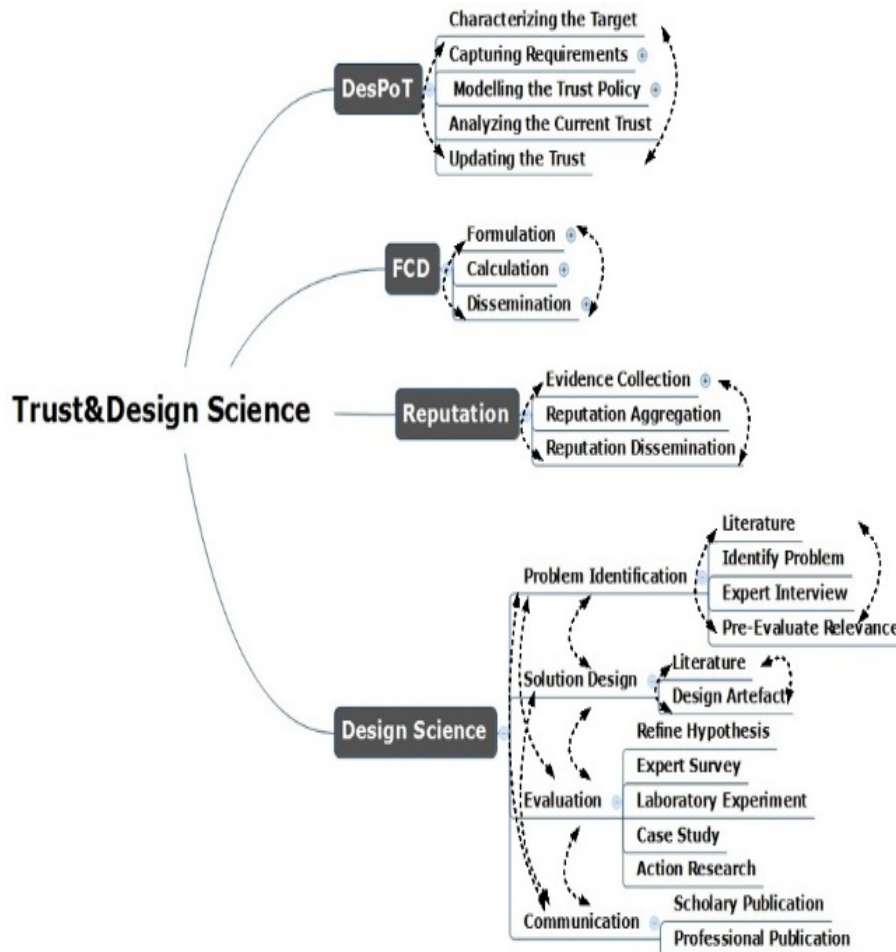 Characterizing the Target
Capturing Requirements
DesPoT
Modelling the Trust Policy
Analyzing the Current Trust
Updating the Trust
Formulation
FCD
Calculation
Dissemination
Evidence Collection
Trust&Design Science
Reputation
Reputation Aggregation
Reputation Dissemination
Literature
Identify Problem
Problem Identification
Expert Interview
Pre-Evaluate Relevance
Literature
Solution Design
Design Artefact
Design Science
Refine Hypothesis
Expert Survey
Evaluation
Laboratory Experiment
Case Study
Action Research
Scholary Publication
Communication
Professional Publication